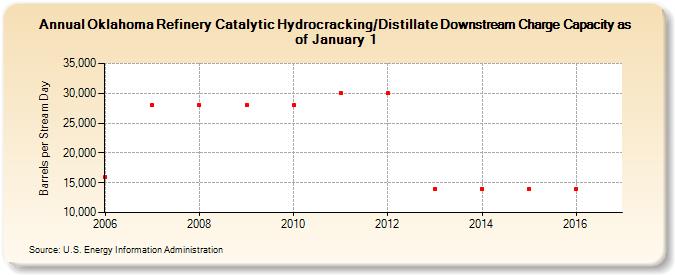 Annual Oklahoma Refinery Catalytic Hydrocracking/Distillate Downstream Charge Capacity as
of January 1
Barrels per Stream Day
35,000
30,000
25,000
20,000
15,000
10,000
2006 2008 2010 2012 2014 2016
Source: U.S. Energy Information Administration